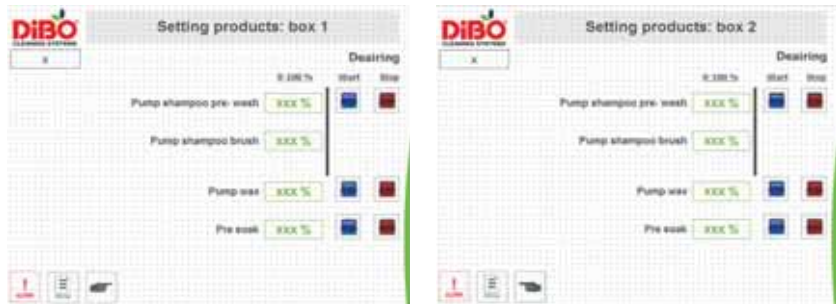 DiBO
CLEANING SYSTEMS
Setting products: box 1
x
Deairing
0-100 %
Start
Stop
Pump shampoo pre- wash
xxx %
Pump shampoo brush
xxx %
Pump wax
xxx %
Pre soak
xxx %
DiBO
CLEANING SYSTEMS
Setting products: box 2
x
Deairing
0-100 %
Start
Stop
Pump shampoo pre- wash
xxx %
Pump shampoo brush
xxx %
Pump wax
xxx %
Pre soak
xxx %